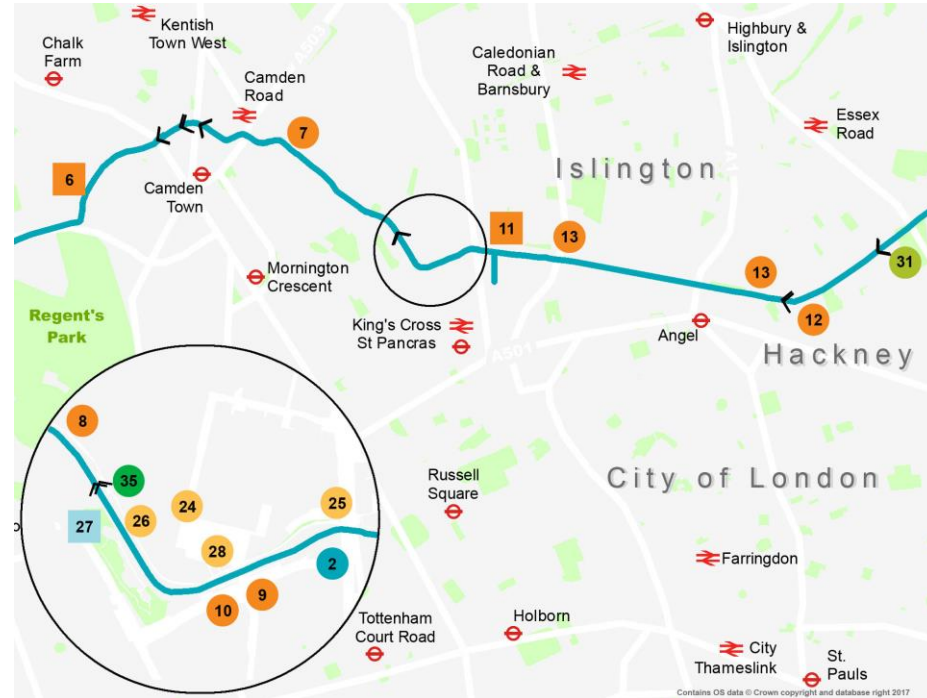 Kentish
Town West
Chalk
Farm
A503
Highbury &
Islington
Caledonian
Road &
Barnsbury
Camden
Road
Essex
Road
7
Islington
6
Camden
Town
A1
11
13
31
Mornington
Crescent
13
12
Regent's
Park
King's Cross
St Pancras
Angel
A501
Hackney
8
35
27
26
24
25
28
2
9
10
Russell
Square
City of London
Farringdon
Tottenham
Court Road
Holborn
City
Thameslink
St.
Pauls
Contains OS data © Crown copyright and database right 2017